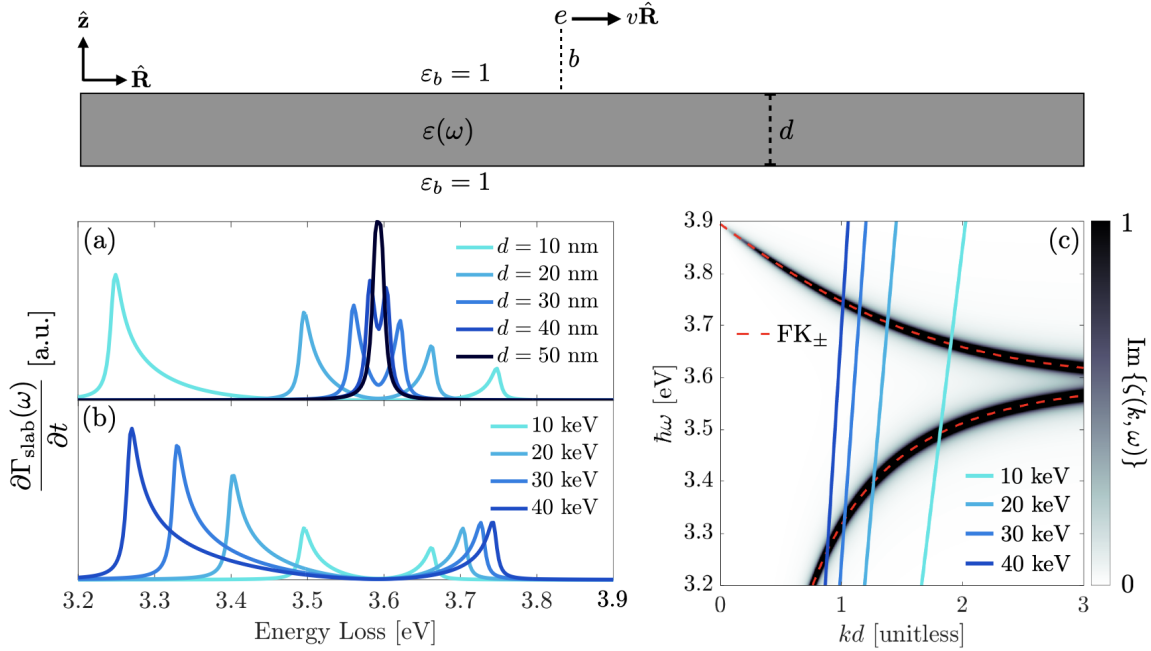 ẑ
R̂
e
vR̂
b
ε_b = 1
ε(ω)
d
ε_b = 1
(a)
d = 10 nm
d = 20 nm
d = 30 nm
d = 40 nm
d = 50 nm
∂Γ_slab(ω)/∂t [a.u.]
(b)
10 keV
20 keV
30 keV
40 keV
3.2 3.3 3.4 3.5 3.6 3.7 3.8 3.9
Energy Loss [eV]
(c)
3.9
3.8
3.7
3.6
3.5
3.4
3.3
3.2
ħω [eV]
FK±
10 keV
20 keV
30 keV
40 keV
0 1 2 3
kd [unitless]
1
0
Im{ζ(k, ω)}